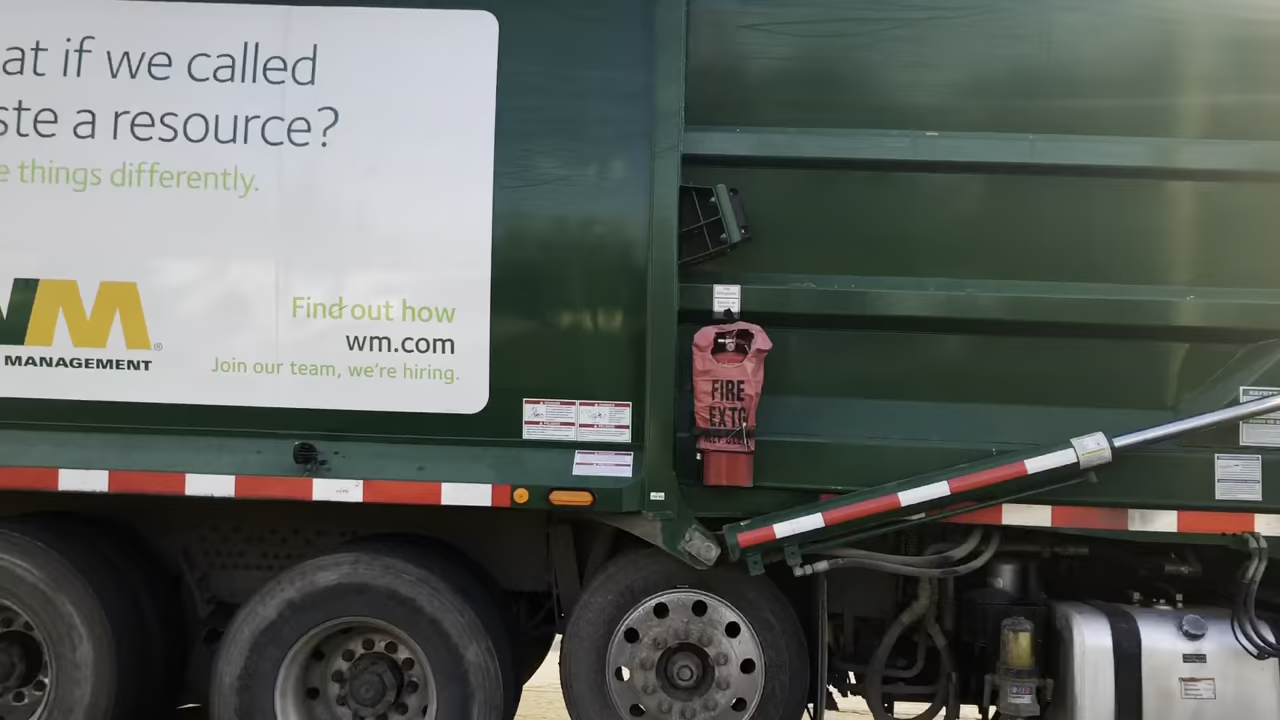 at if we called
ste a resource?
e things differently.
WM
®
MANAGEMENT
Find out how
wm.com
Join our team, we're hiring.
FIRE
EXTG